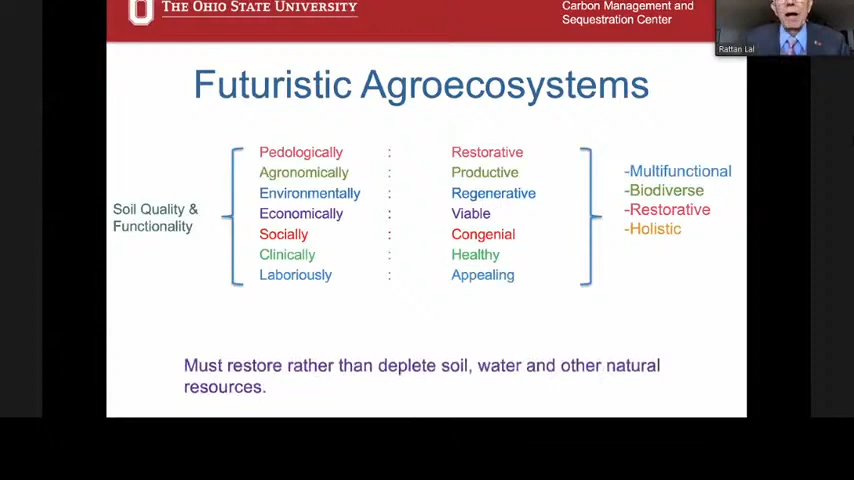 THE OHIO STATE UNIVERSITY
Carbon Management and
Sequestration Center
Rattan Lal
Futuristic Agroecosystems
Soil Quality &
Functionality
Pedologically : Restorative
Agronomically : Productive
Environmentally : Regenerative
Economically : Viable
Socially : Congenial
Clinically : Healthy
Laboriously : Appealing
-Multifunctional
-Biodiverse
-Restorative
-Holistic
Must restore rather than deplete soil, water and other natural
resources.